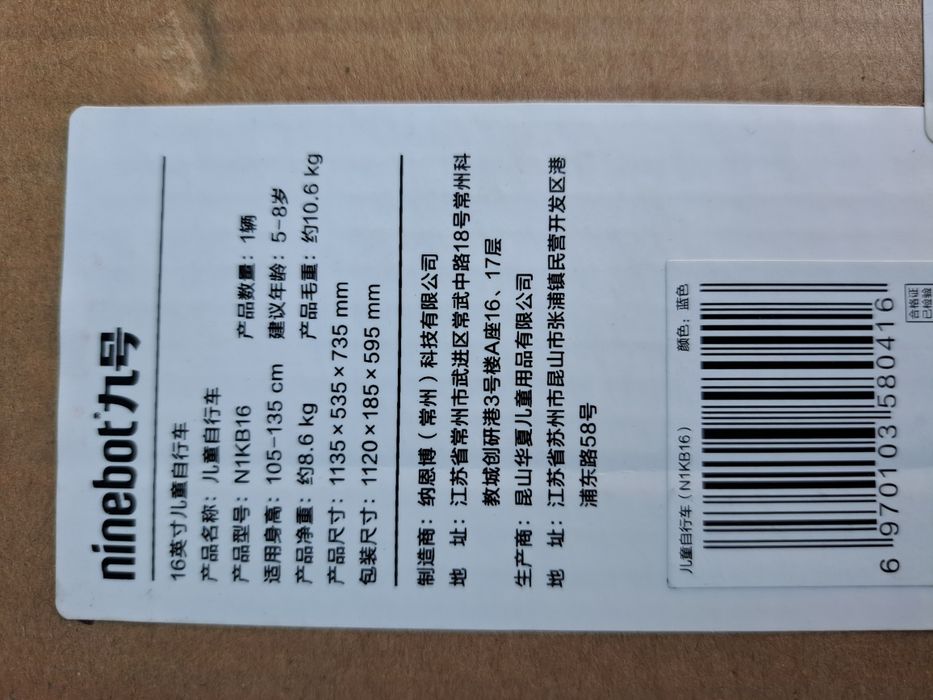 ninebot 九号
16英寸儿童自行车
产品名称：儿童自行车
产品型号：N1KB16 产品数量：1辆
适用身高：105-135 cm 建议年龄：5-8岁
产品净重：约8.6 kg 产品毛重：约10.6 kg
产品尺寸：1135×535×735 mm
包装尺寸：1120×185×595 mm
制造商：纳恩博（常州）科技有限公司
地 址：江苏省常州市武进区常武中路18号常州科
教城创研港3号楼A座16、17层
生产商：昆山华夏儿童用品有限公司
地 址：江苏省苏州市昆山市张浦镇民营开发区港
浦东路858号
儿童自行车（N1KB16） 颜色：蓝色
6 970103 580416
合格证
已检验